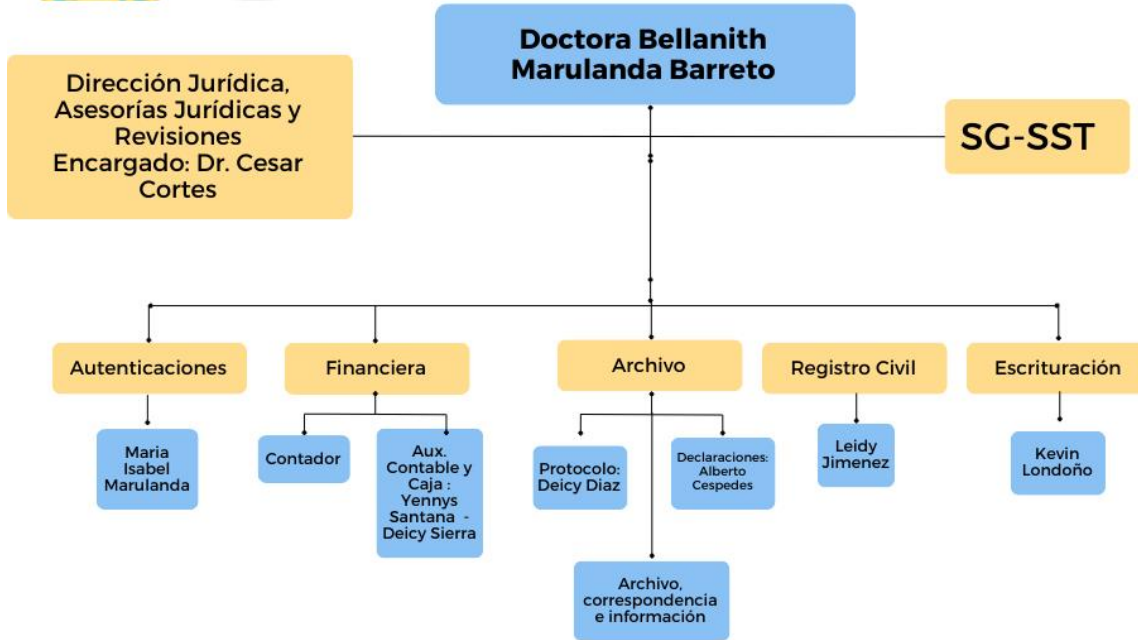 Doctora Bellanith
Marulanda Barreto
Dirección Jurídica,
Asesorías Jurídicas y
Revisiones
Encargado: Dr. Cesar
Cortes
SG-SST
Autenticaciones
Financiera
Archivo
Registro Civil
Escrituración
Maria
Isabel
Marulanda
Contador
Aux.
Contable y
Caja :
Yennys
Santana -
Deicy Sierra
Protocolo:
Deicy Diaz
Declaraciones:
Alberto
Cespedes
Leidy
Jimenez
Kevin
Londoño
Archivo,
correspondencia
e información